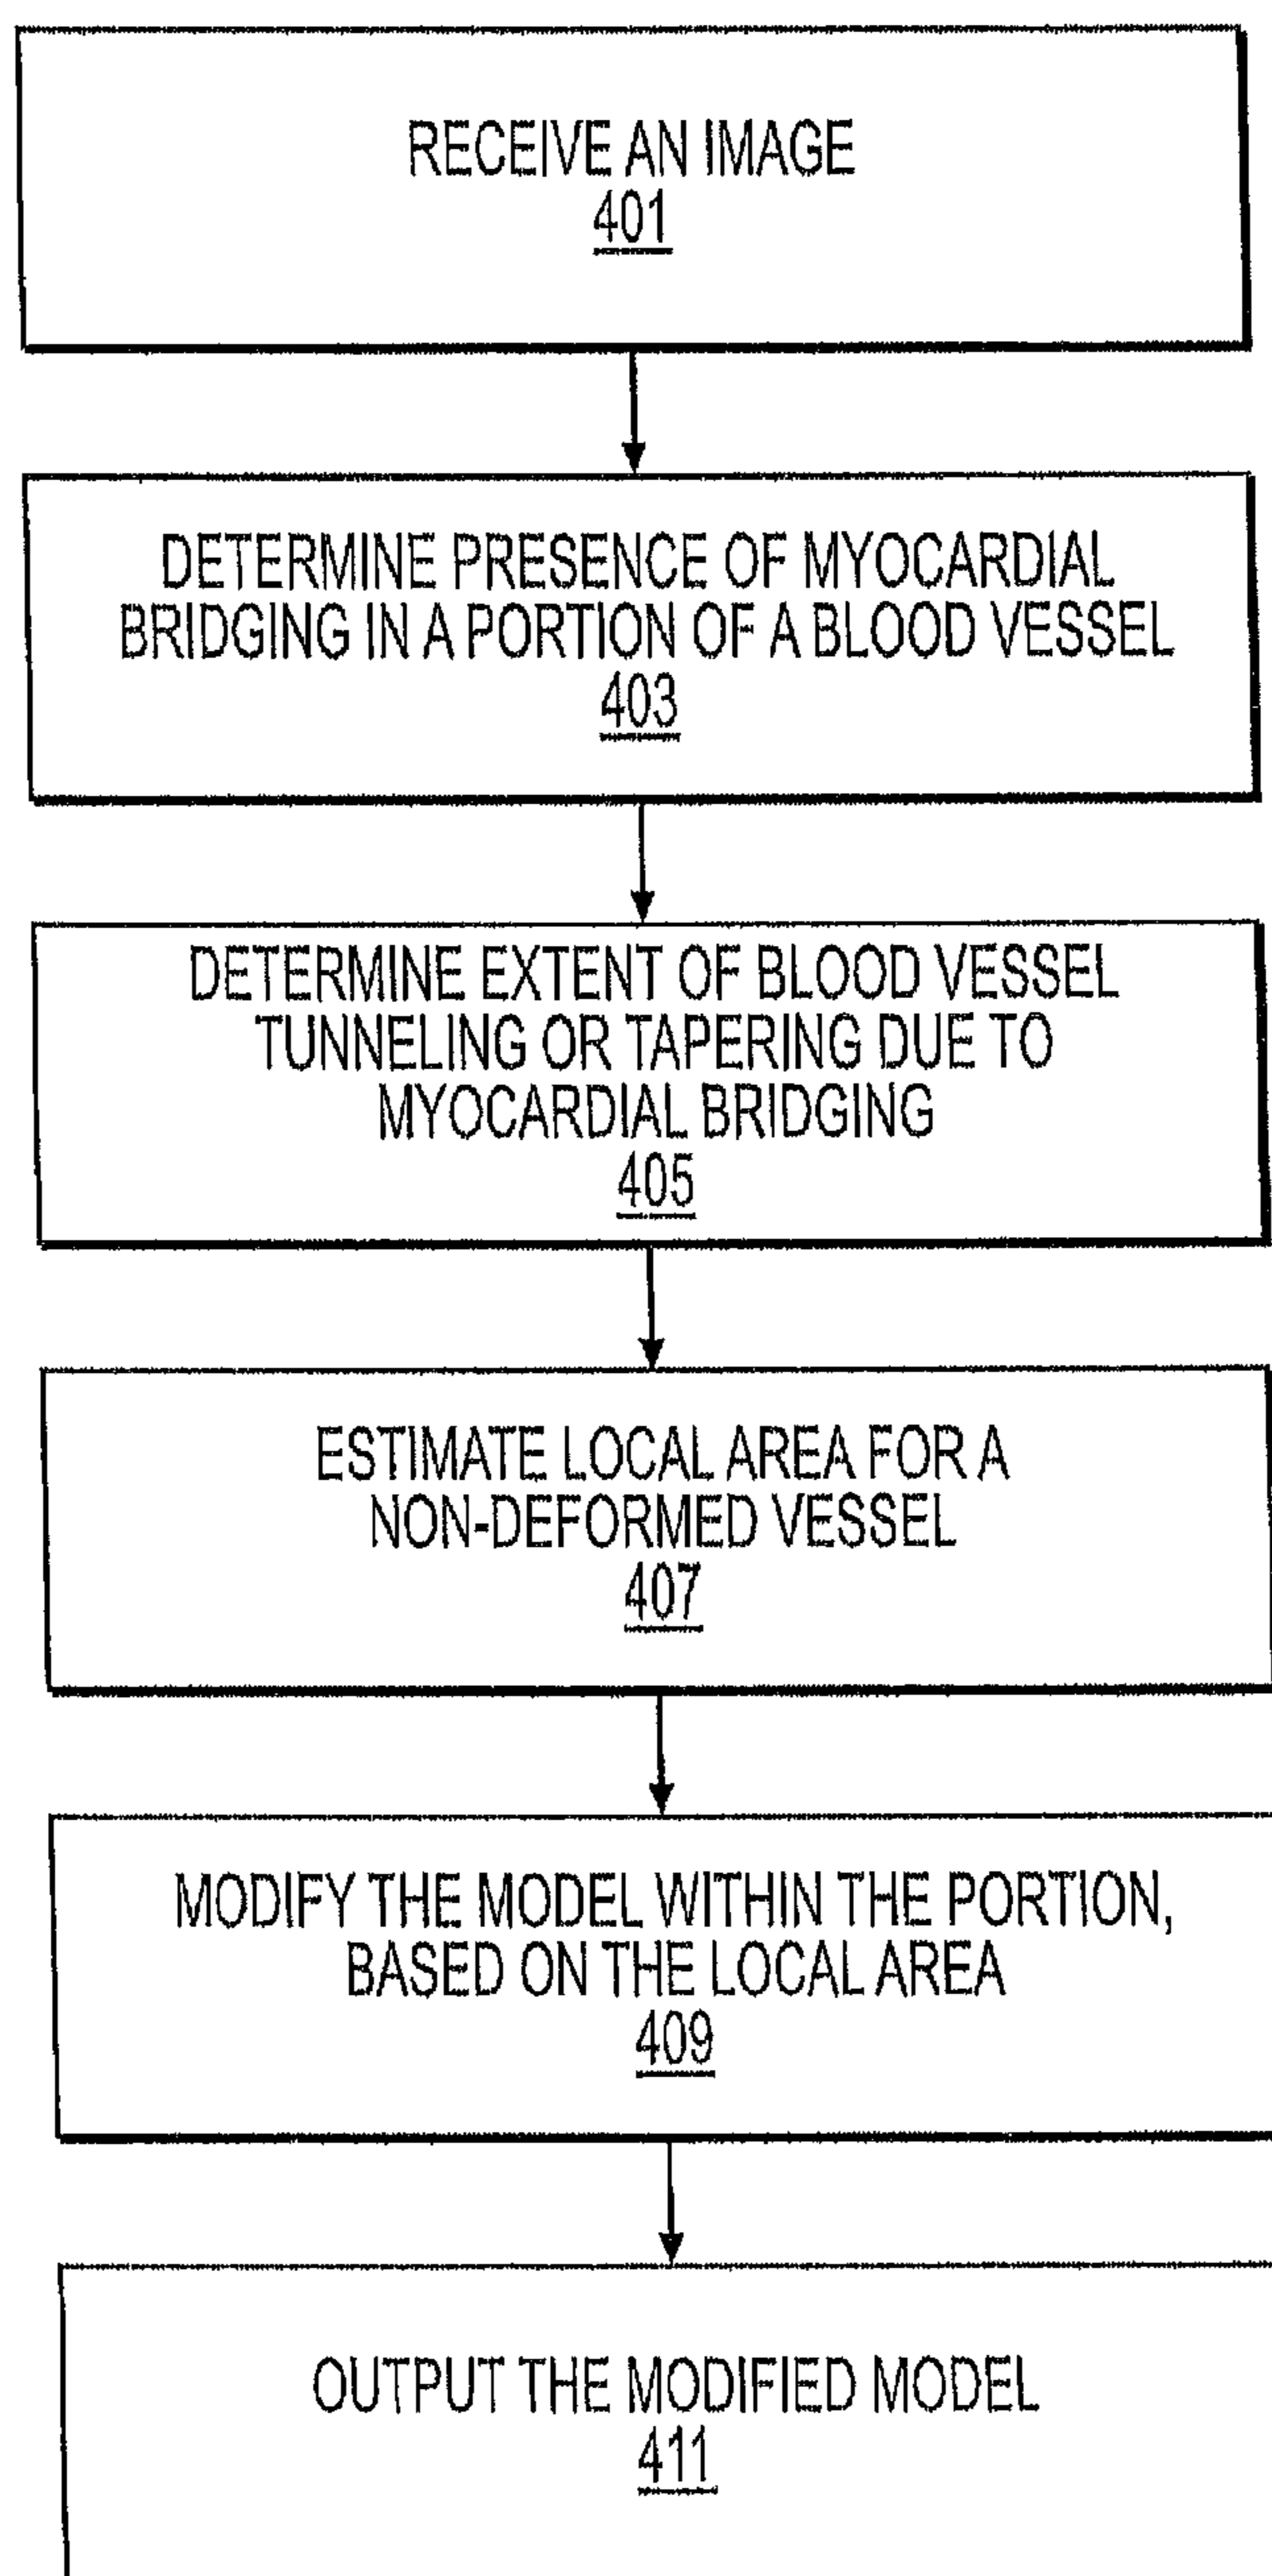 RECEIVE AN IMAGE
401
DETERMINE PRESENCE OF MYOCARDIAL
BRIDGING IN A PORTION OF A BLOOD VESSEL
403
DETERMINE EXTENT OF BLOOD VESSEL
TUNNELING OR TAPERING DUE TO
MYOCARDIAL BRIDGING
405
ESTIMATE LOCAL AREA FOR A
NON-DEFORMED VESSEL
407
MODIFY THE MODEL WITHIN THE PORTION,
BASED ON THE LOCAL AREA
409
OUTPUT THE MODIFIED MODEL
411